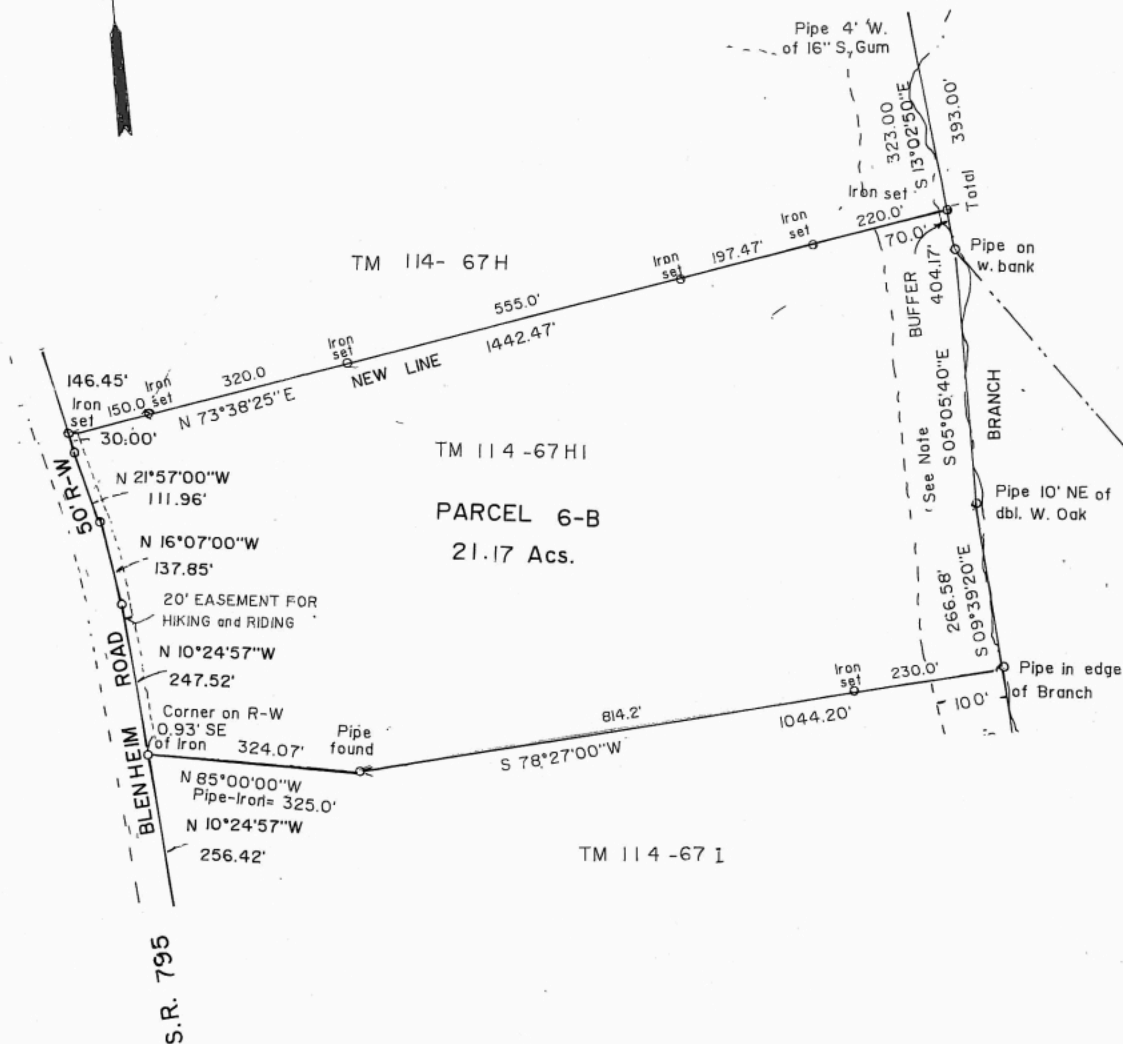 Pipe 4' W.
of 16" S, Gum
323.00
S 13°02'50"E
393.00'
Total
Iron set
220.0'
Iron
set
70.0'
197.47'
Iron
set
Pipe on
w. bank
TM 114-67H
555.0'
1442.47'
NEW LINE
BUFFER
404.17'
S 05°05'40"E
(See Note
BRANCH
Iron
set
320.0
N 73°38'25"E
146.45'
Iron
set
150.0
Iron
set
30.00'
TM 114-67H1
PARCEL 6-B
21.17 Acs.
50' R-W
N 21°57'00"W
111.96'
N 16°07'00"W
137.85'
20' EASEMENT FOR
HIKING and RIDING
N 10°24'57"W
247.52'
Pipe 10' NE of
dbl. W. Oak
266.58'
S 09°39'20"E
Iron
set
230.0'
Pipe in edge
of Branch
100'
Corner on R-W
0.93' SE
of Iron
324.07'
Pipe
found
814.2'
1044.20'
S 78°27'00"W
N 85°00'00"W
Pipe-Iron= 325.0'
N 10°24'57"W
256.42'
TM 114-67 I
BLENHEIM ROAD
S.R. 795